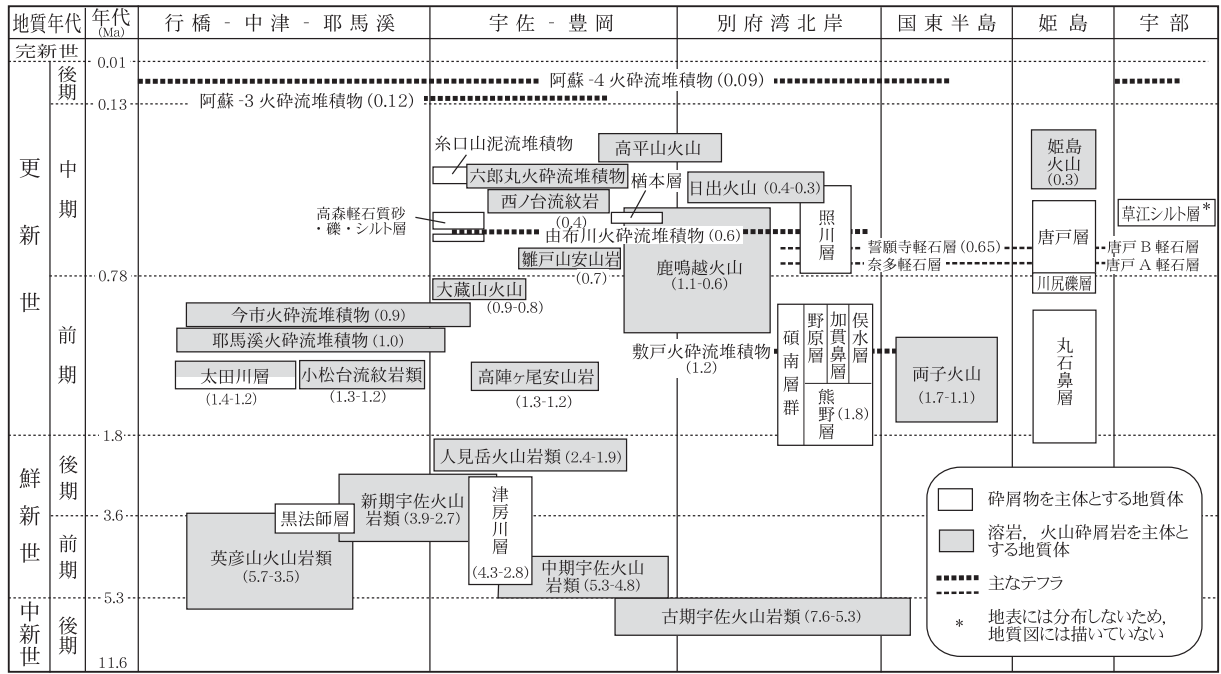 地質年代
年代
(Ma)
行橋 - 中津 - 耶馬溪
宇佐 - 豊岡
別府湾北岸
国東半島
姫島
宇部
完新世
0.01
後期
阿蘇 -4 火砕流堆積物 (0.09)
阿蘇 -3 火砕流堆積物 (0.12)
0.13
更新世
中期
糸口山泥流堆積物
高平山火山
姫島
火山
(0.3)
六郎丸火砕流堆積物
楢本層
日出火山 (0.4-0.3)
西ノ台流紋岩
(0.4)
高森軽石質砂
・礫・シルト層
照川層
草江シルト層*
由布川火砕流堆積物 (0.6)
唐戸層
誓願寺軽石層 (0.65)
唐戸 B 軽石層
奈多軽石層
唐戸 A 軽石層
雛戸山安山岩
(0.7)
鹿鳴越火山
(1.1-0.6)
0.78
川尻礫層
前期
大蔵山火山
(0.9-0.8)
今市火砕流堆積物 (0.9)
耶馬溪火砕流堆積物 (1.0)
敷戸火砕流堆積物
(1.2)
碩南層群
野原層
加貫鼻層
俣水層
熊野層
(1.8)
両子火山
(1.7-1.1)
丸石鼻層
太田川層
(1.4-1.2)
小松台流紋岩類
(1.3-1.2)
高陣ヶ尾安山岩
(1.3-1.2)
1.8
鮮新世
後期
人見岳火山岩類 (2.4-1.9)
新期宇佐火山
岩類 (3.9-2.7)
津房川層
(4.3-2.8)
黒法師層
3.6
前期
英彦山火山岩類
(5.7-3.5)
中期宇佐火山
岩類 (5.3-4.8)
5.3
中新世
後期
古期宇佐火山岩類 (7.6-5.3)
11.6
砕屑物を主体とする地質体
溶岩，火山砕屑岩を主体と
する地質体
主なテフラ
* 地表には分布しないため，
地質図には描いていない